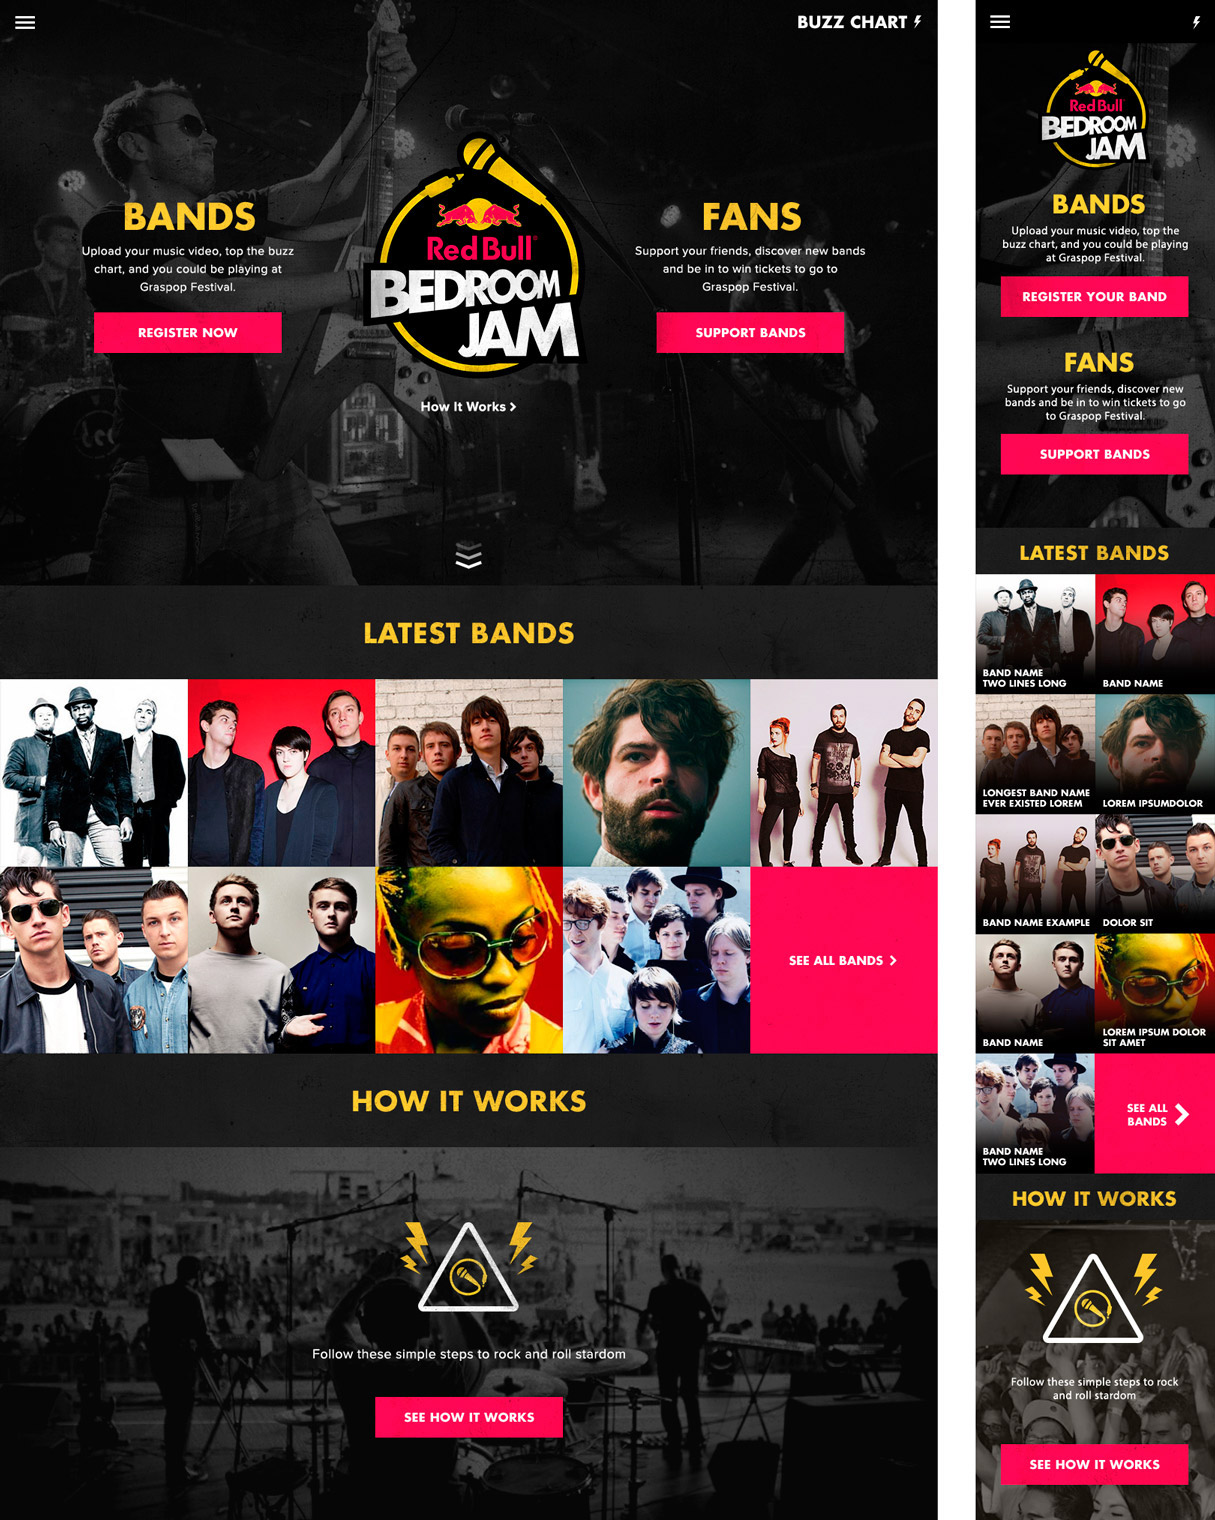 BUZZ CHART
BANDS
Upload your music video, top the buzz
chart, and you could be playing at
Graspop Festival.
REGISTER NOW
Red Bull
BEDROOM
JAM
How It Works
FANS
Support your friends, discover new bands
and be in to win tickets to go to
Graspop Festival.
SUPPORT BANDS
LATEST BANDS
SEE ALL BANDS
HOW IT WORKS
Follow these simple steps to rock and roll stardom
SEE HOW IT WORKS
Red Bull
BEDROOM
JAM
BANDS
Upload your music video, top the
buzz chart, and you could be playing
at Graspop Festival.
REGISTER YOUR BAND
FANS
Support your friends, discover new
bands and be in to win tickets to go
to Graspop Festival.
SUPPORT BANDS
LATEST BANDS
BAND NAME
TWO LINES LONG
BAND NAME
LONGEST BAND NAME
EVER EXISTED LOREM
LOREM IPSUMDOLOR
BAND NAME EXAMPLE
DOLOR SIT
BAND NAME
LOREM IPSUM DOLOR
SIT AMET
BAND NAME
TWO LINES LONG
SEE ALL
BANDS
HOW IT WORKS
Follow these simple steps to rock
and roll stardom
SEE HOW IT WORKS